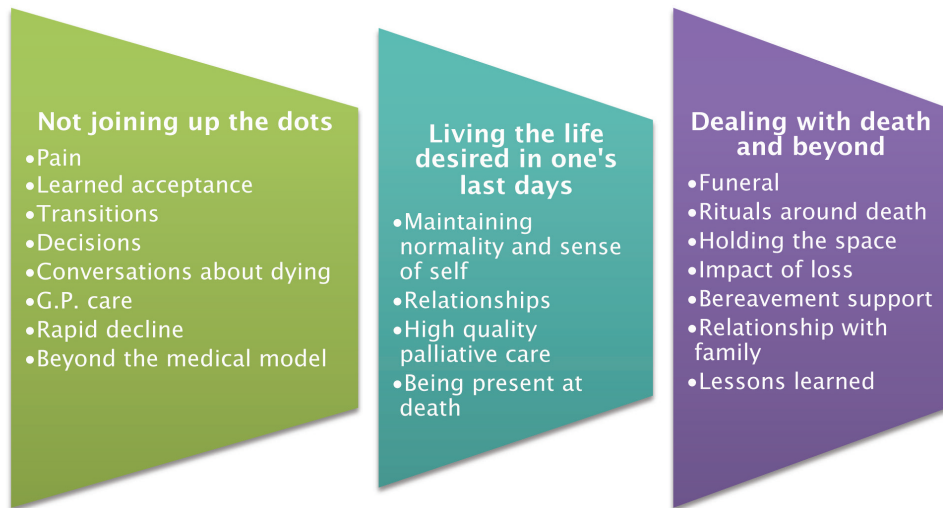 Not joining up the dots
•Pain
•Learned acceptance
•Transitions
•Decisions
•Conversations about dying
•G.P. care
•Rapid decline
•Beyond the medical model
Living the life
desired in one's
last days
•Maintaining
normality and sense
of self
•Relationships
•High quality
palliative care
•Being present at
death
Dealing with death
and beyond
•Funeral
•Rituals around death
•Holding the space
•Impact of loss
•Bereavement support
•Relationship with
family
•Lessons learned